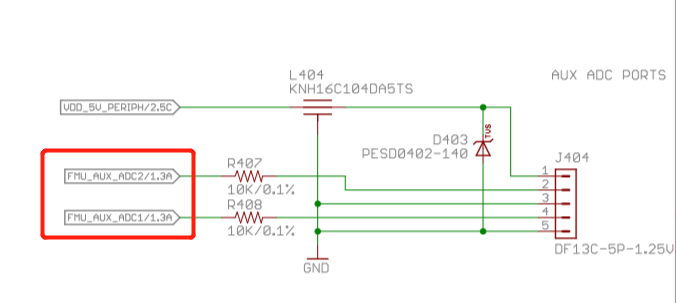 L404
KNH16C104DA5TS
AUX ADC PORTS
VDD_5V_PERIPH/2.5C
D403
TVS
PESD0402-140
J404
FMU_AUX_ADC2/1.3A
R407
10K/0.1%
1
2
3
4
5
FMU_AUX_ADC1/1.3A
R408
10K/0.1%
DF13C-5P-1.25V
GND